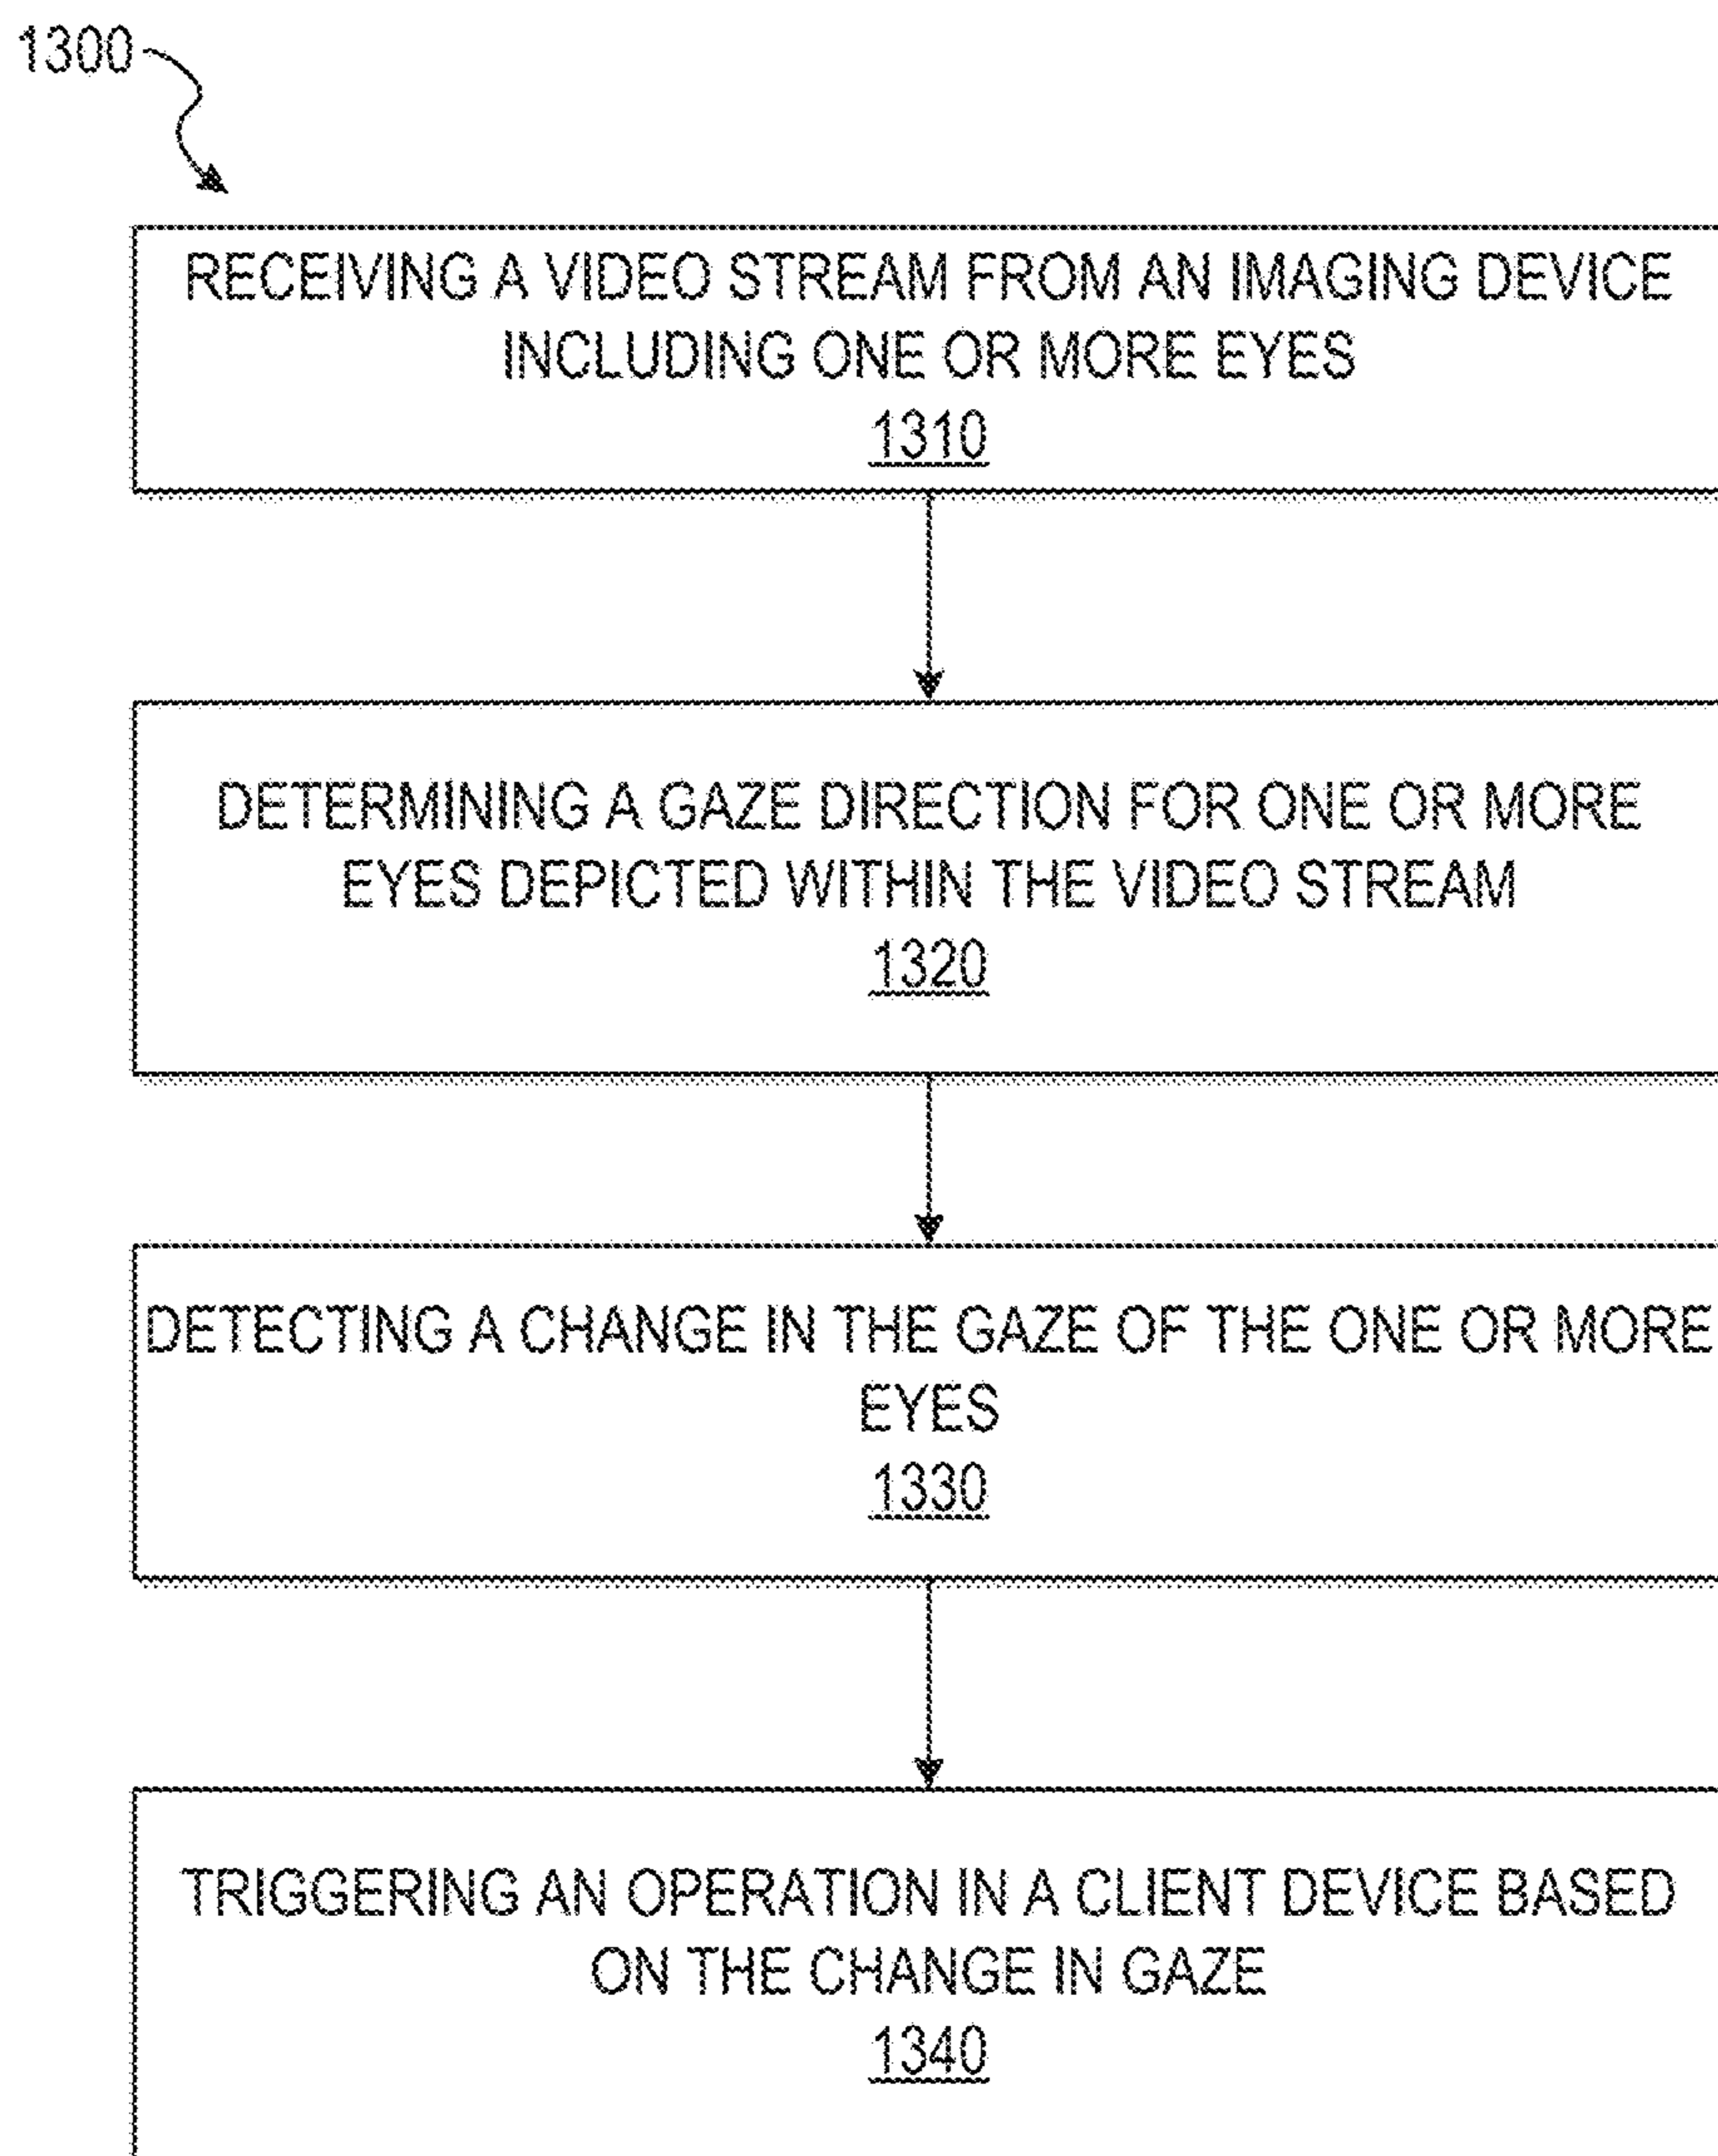 1300
RECEIVING A VIDEO STREAM FROM AN IMAGING DEVICE
INCLUDING ONE OR MORE EYES
1310
DETERMINING A GAZE DIRECTION FOR ONE OR MORE
EYES DEPICTED WITHIN THE VIDEO STREAM
1320
DETECTING A CHANGE IN THE GAZE OF THE ONE OR MORE
EYES
1330
TRIGGERING AN OPERATION IN A CLIENT DEVICE BASED
ON THE CHANGE IN GAZE
1340